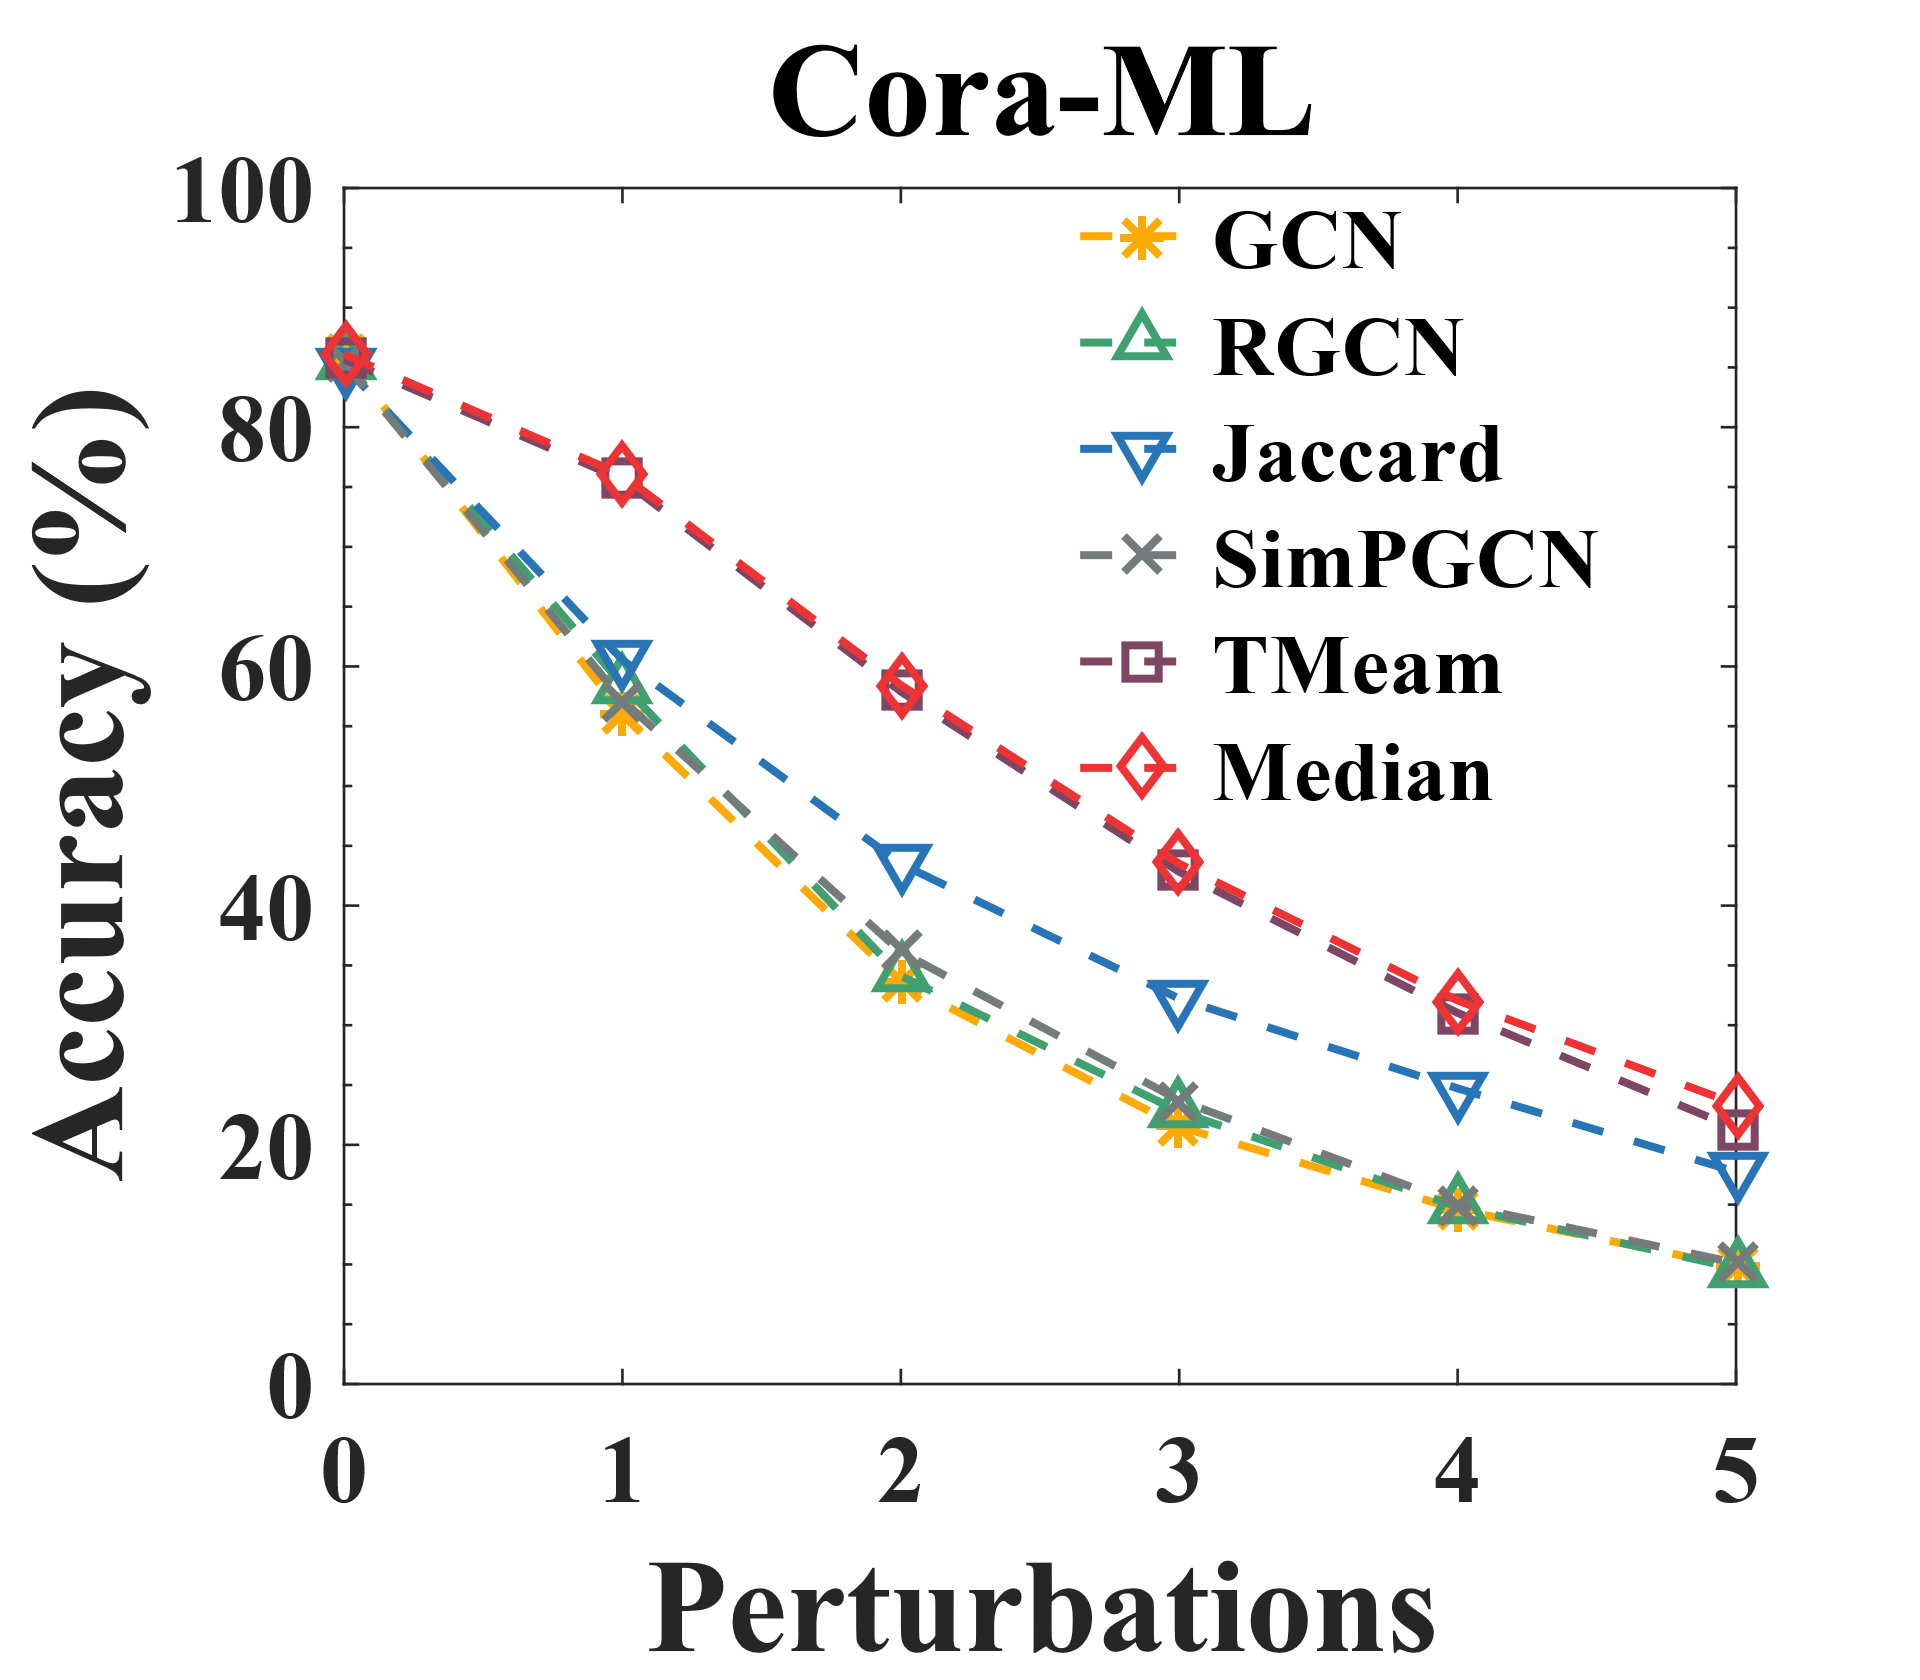 Cora-ML
100
80
60
40
20
0
Accuracy (%)
GCN
RGCN
Jaccard
SimPGCN
TMeam
Median
0 1 2 3 4 5
Perturbations